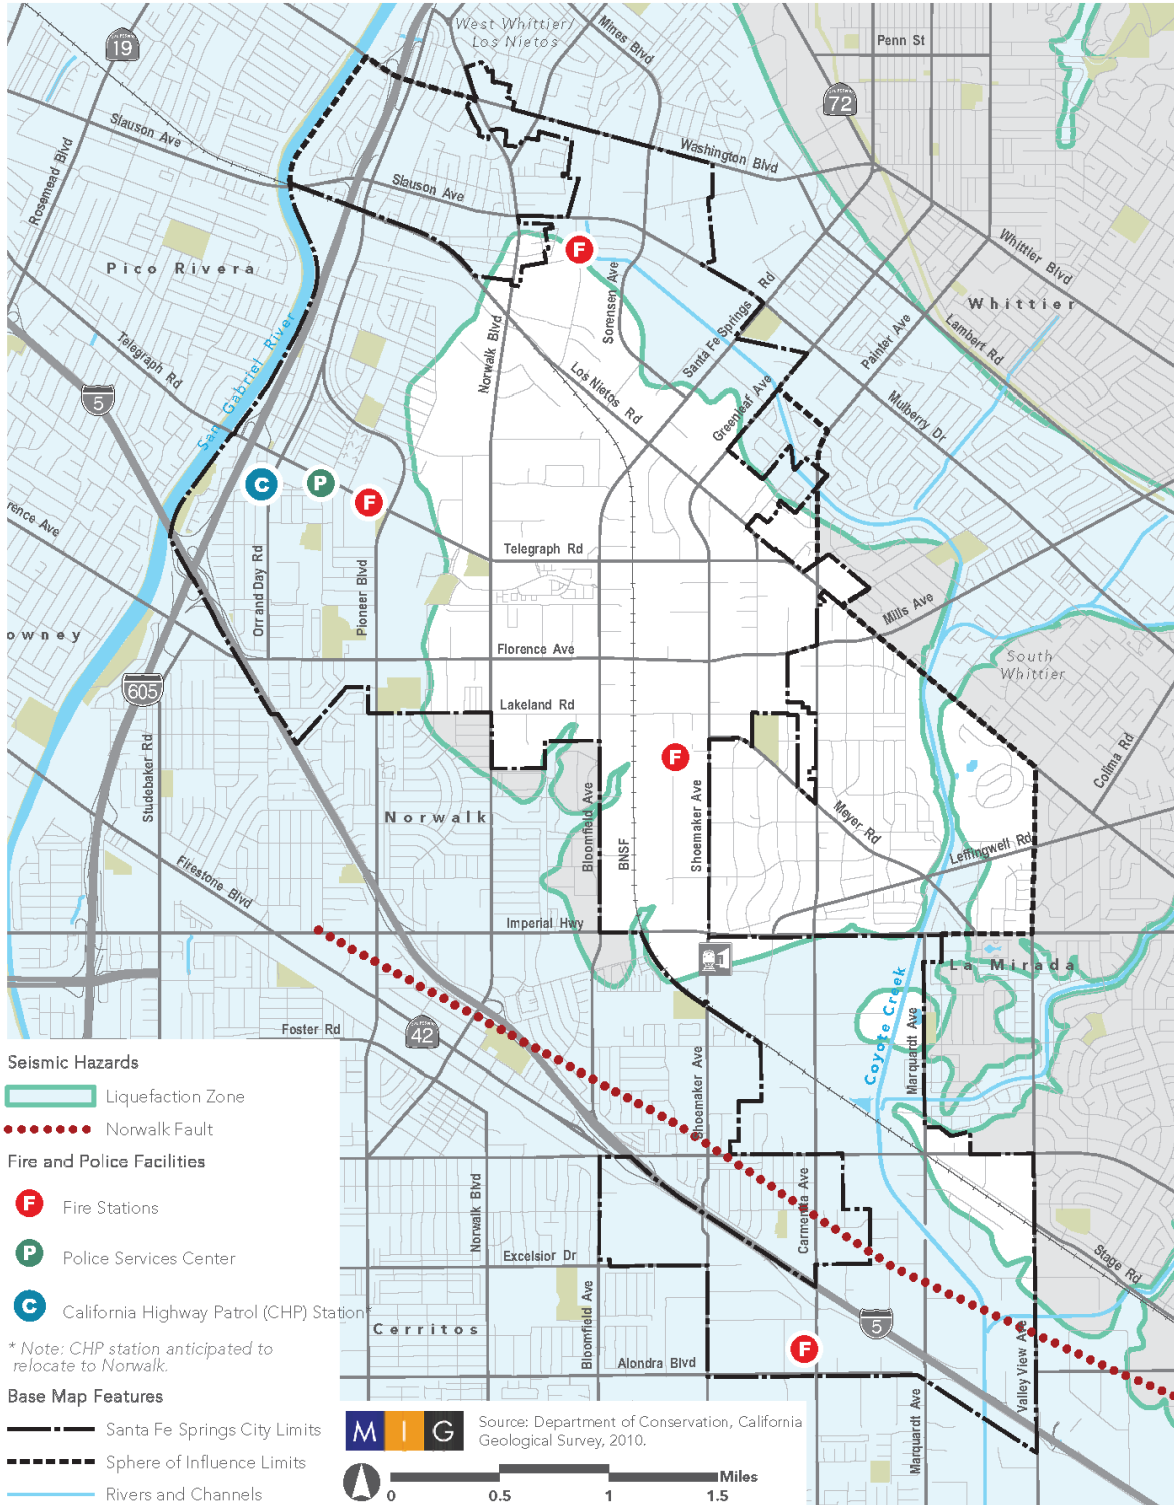 West Whittier/
Los Nietos
Mines Blvd
Penn St
19
72
Slauson Ave
Rosemead Blvd
Washington Blvd
Slauson Ave
Pico Rivera
Whittier Blvd
Whittier
Sorensen Ave
Santa Fe Springs Rd
Painter Ave
Lambert Rd
San Gabriel River
Telegraph Rd
Norwalk Blvd
Los Nietos Rd
Greenleaf Ave
Mulberry Dr
5
F
C
P
F
rence Ave
Telegraph Rd
Orr and Day Rd
Pioneer Blvd
Mills Ave
owney
Florence Ave
South
Whittier
605
Lakeland Rd
Studebaker Rd
F
Colima Rd
Norwalk
Bloomfield Ave
BNSF
Shoemaker Ave
Meyer Rd
Leffingwell Rd
Firestone Blvd
Imperial Hwy
La Mirada
Foster Rd
42
Coyote Creek
Marquardt Ave
Shoemaker Ave
Norwalk Blvd
Carmenita Ave
Excelsior Dr
Stage Rd
Bloomfield Ave
5
Cerritos
F
Alondra Blvd
Valley View Ave
Marquardt Ave
Seismic Hazards
Liquefaction Zone
Norwalk Fault
Fire and Police Facilities
F Fire Stations
P Police Services Center
C California Highway Patrol (CHP) Station*
* Note: CHP station anticipated to
relocate to Norwalk.
Base Map Features
Santa Fe Springs City Limits
Sphere of Influence Limits
Rivers and Channels
M I G
Source: Department of Conservation, California
Geological Survey, 2010.
Miles
0 0.5 1 1.5